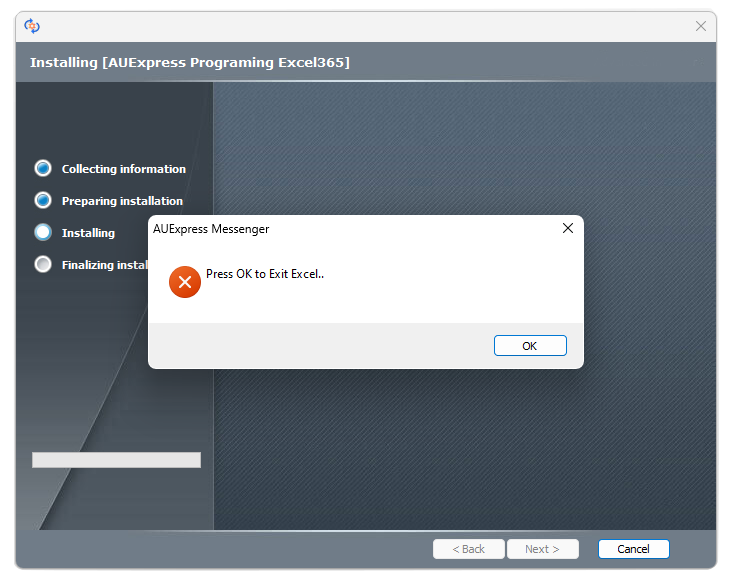 Installing [AUExpress Programing Excel365]
Collecting information
Preparing installation
Installing
Finalizing instal
AUExpress Messenger
Press OK to Exit Excel..
OK
< Back
Next >
Cancel